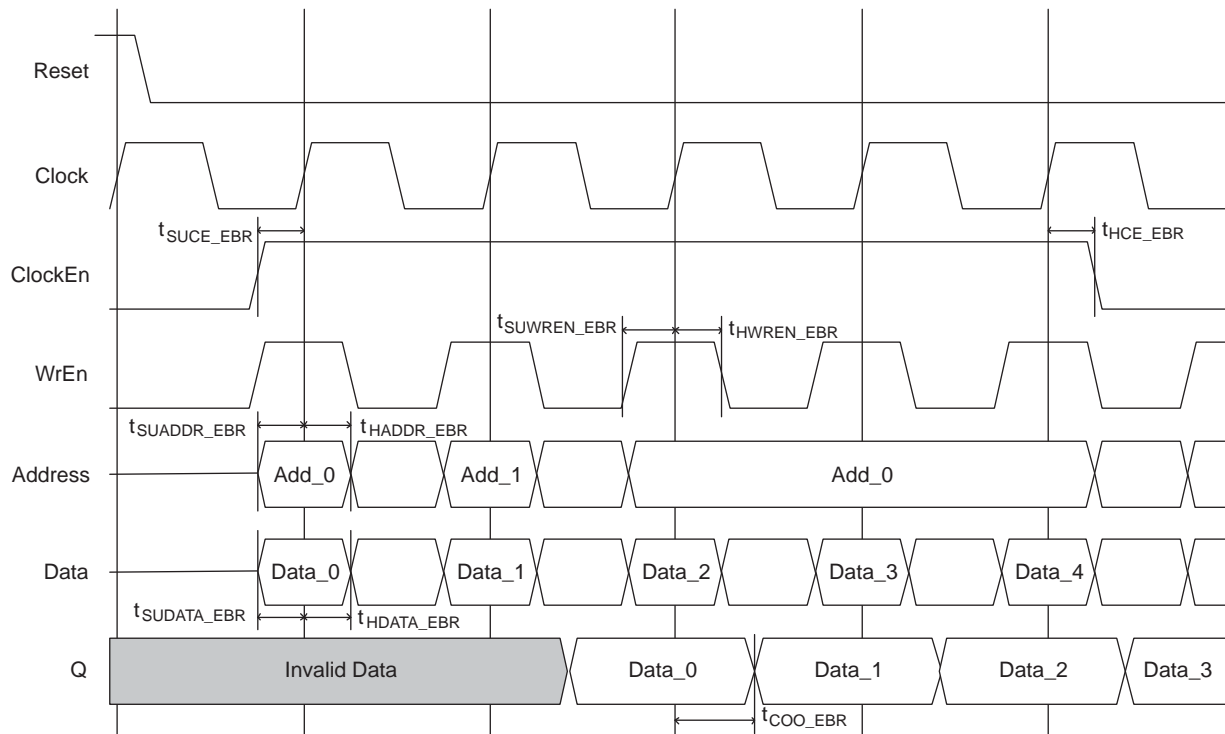 Reset
Clock
tSUCE_EBR
tHCE_EBR
ClockEn
tSUWREN_EBR
tHWREN_EBR
WrEn
tSUADDR_EBR
tHADDR_EBR
Address
Add_0
Add_1
Add_0
Data
Data_0
Data_1
Data_2
Data_3
Data_4
tSUDATA_EBR
tHDATA_EBR
Q
Invalid Data
Data_0
Data_1
Data_2
Data_3
tCOO_EBR